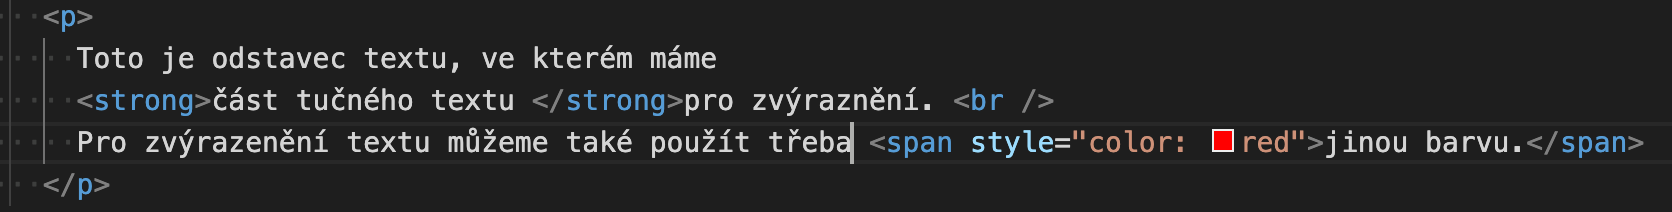 <p>
Toto je odstavec textu, ve kterém máme
<strong>část tučného textu </strong>pro zvýraznění. <br />
Pro zvýrazenění textu můžeme také použít třeba <span style="color: red">jinou barvu.</span>
</p>